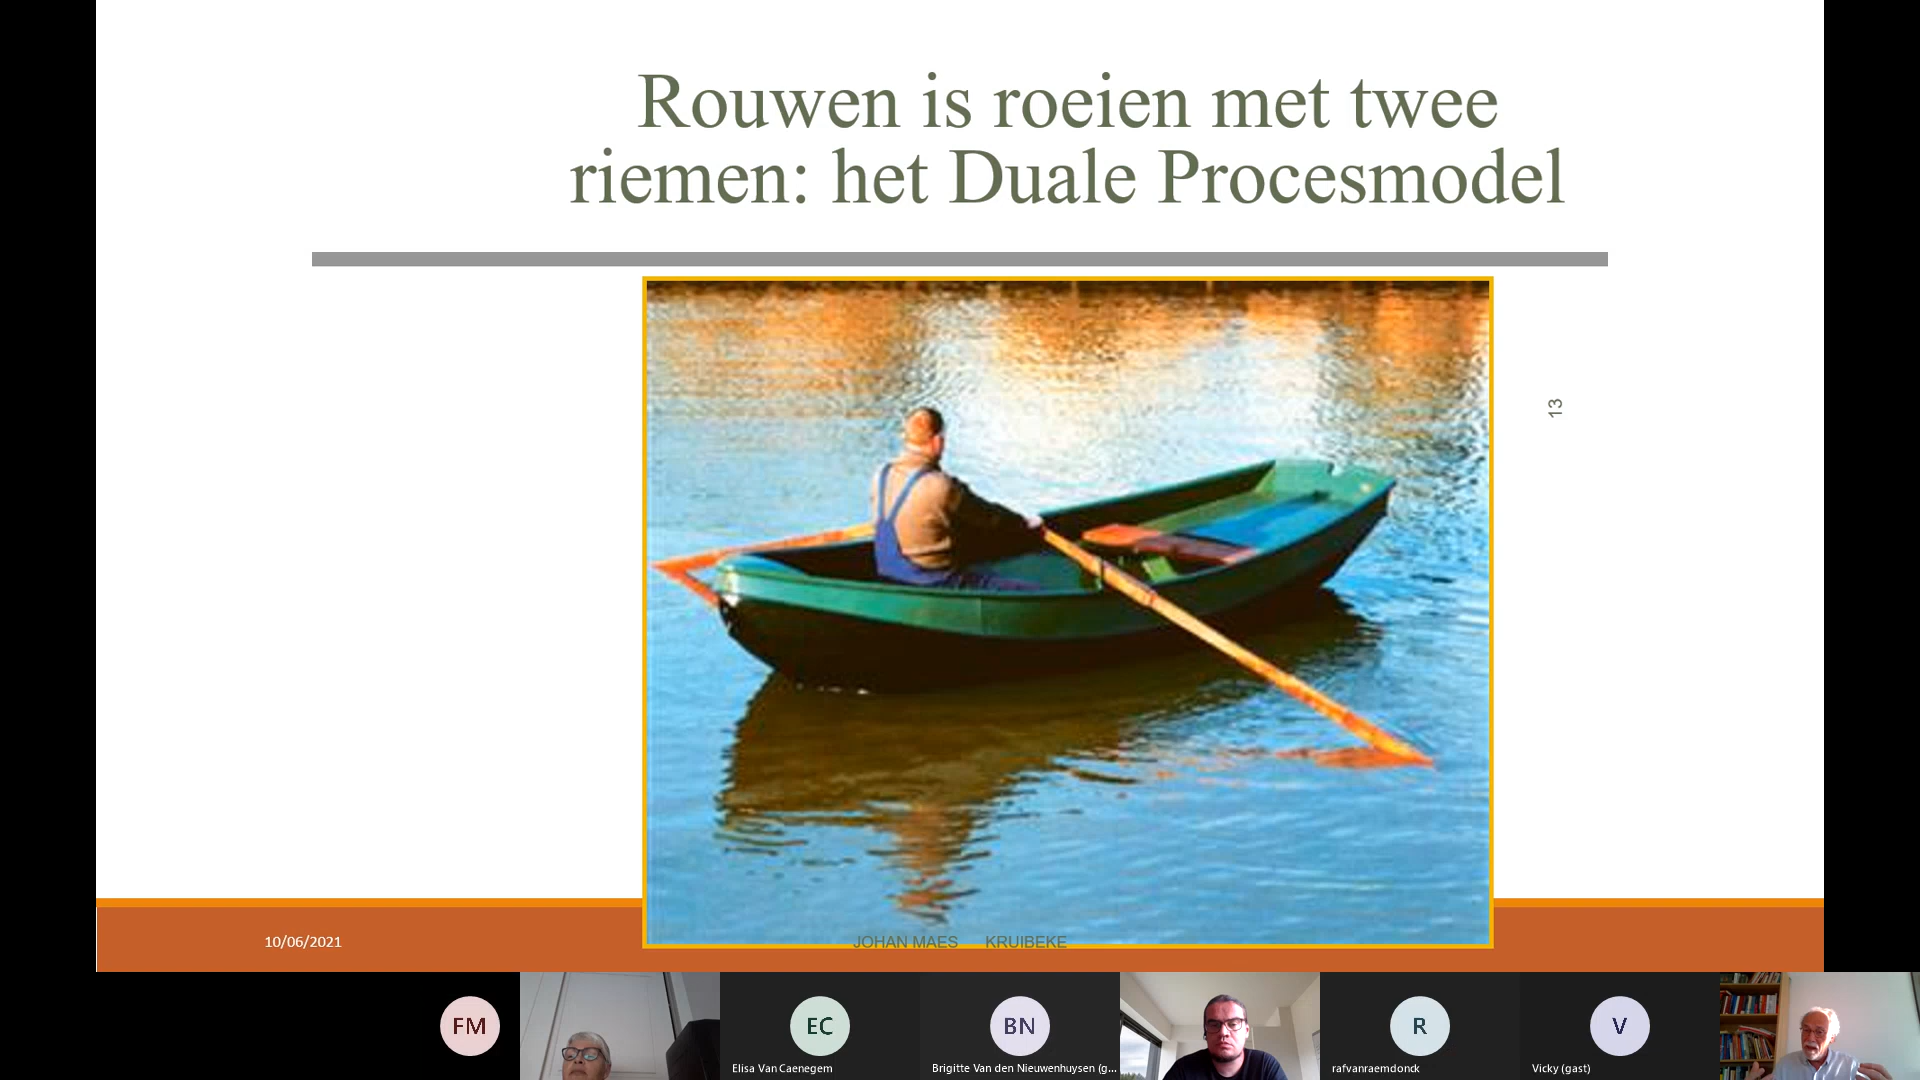 Rouwen is roeien met twee
riemen: het Duale Procesmodel
13
10/06/2021
JOHAN MAES KRUIBEKE
FM
EC
BN
R
V
Elisa Van Caenegem
Brigitte Van den Nieuwenhuysen (g...
rafvanraemdonck
Vicky (gast)